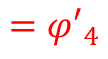 = φ′₄